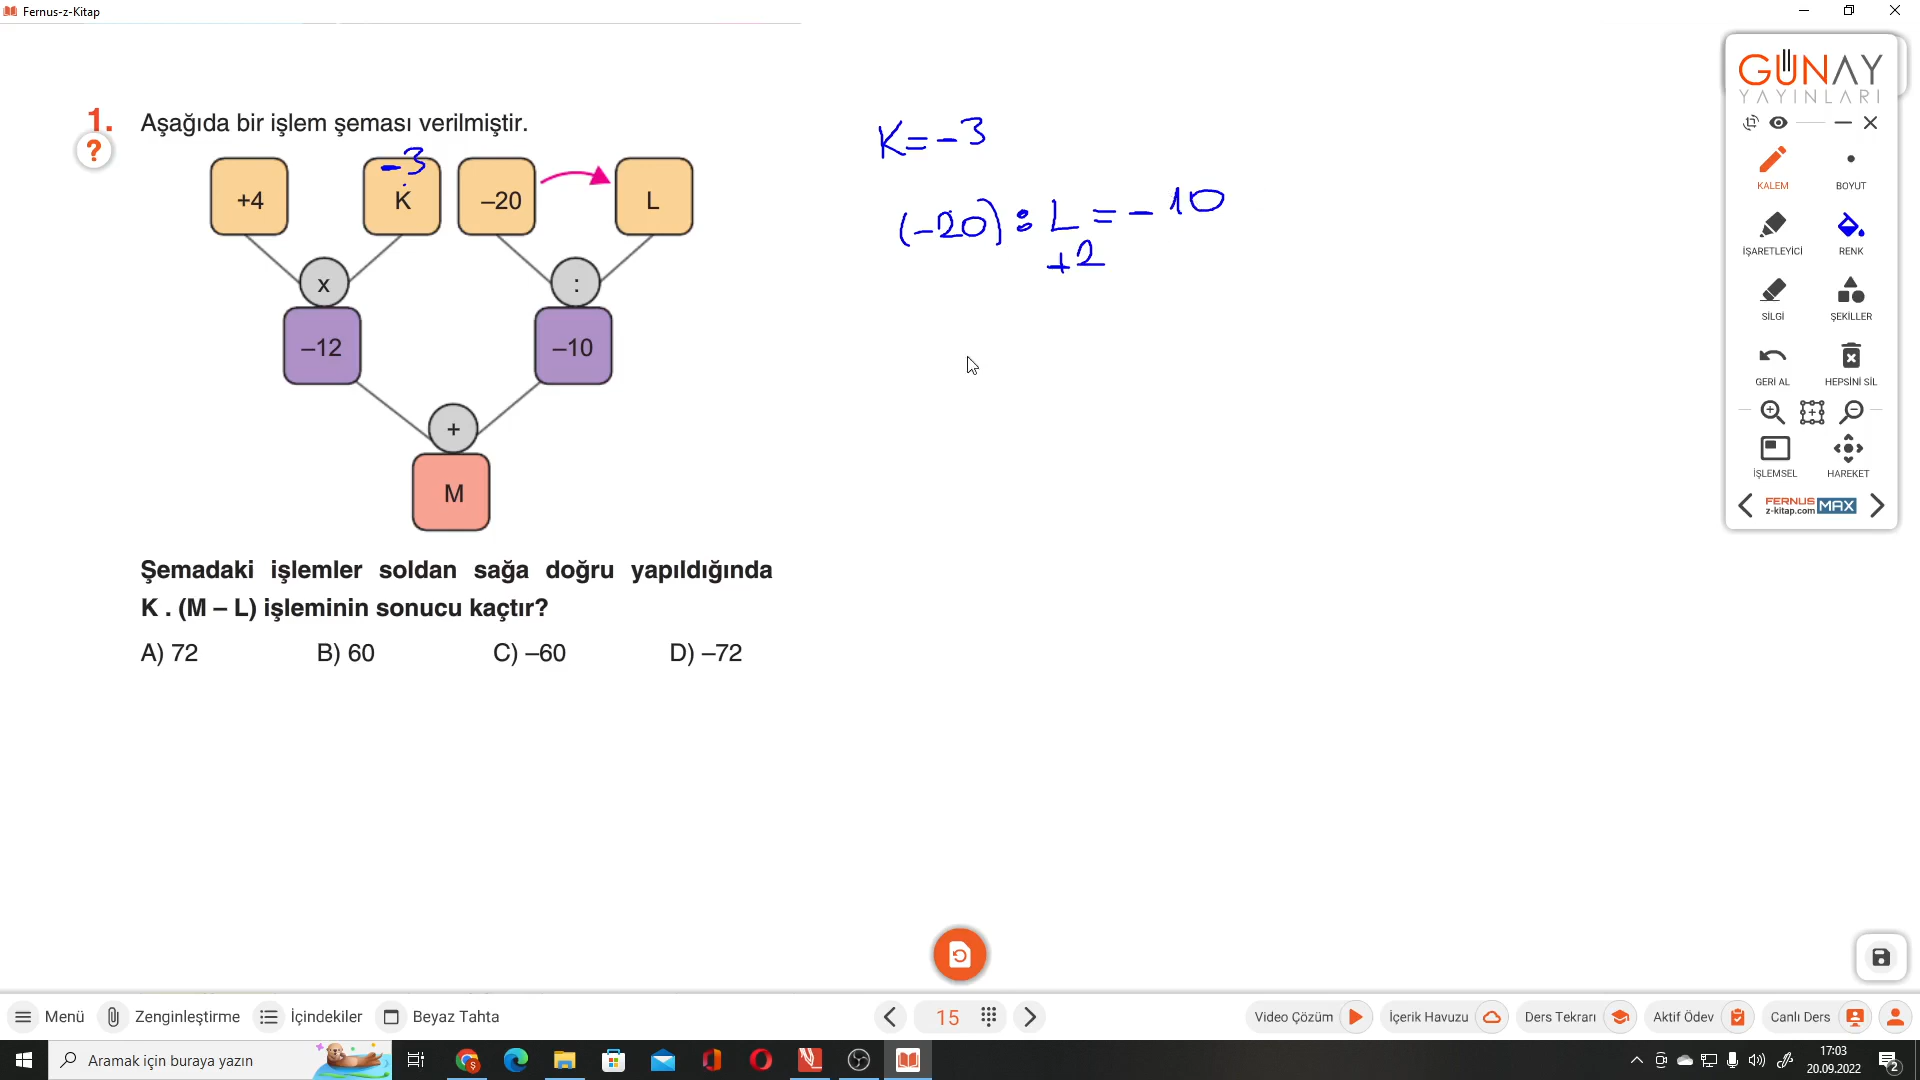 Fernus-z-Kitap
1.
?
Aşağıda bir işlem şeması verilmiştir.
+4
-3
K
–20
L
x
:
–12
–10
+
M
Şemadaki işlemler soldan sağa doğru yapıldığında
K . (M – L) işleminin sonucu kaçtır?
A) 72
B) 60
C) –60
D) –72
K = -3
(-20) : L = -10
+2
GÜNAY
YAYINLARI
KALEM
BOYUT
İŞARETLEYİCİ
RENK
SİLGİ
ŞEKİLLER
GERİ AL
HEPSİNİ SİL
İŞLEMSEL
HAREKET
FERNUS
z-kitap.com
MAX
Menü
Zenginleştirme
İçindekiler
Beyaz Tahta
15
Video Çözüm
İçerik Havuzu
Ders Tekrarı
Aktif Ödev
Canlı Ders
Aramak için buraya yazın
17:03
20.09.2022
2